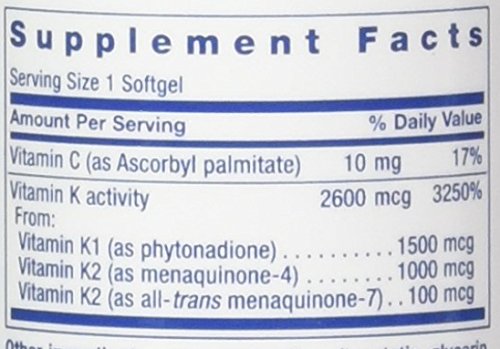 Supplement Facts
Serving Size 1 Softgel
Amount Per Serving % Daily Value
Vitamin C (as Ascorbyl palmitate) 10 mg 17%
Vitamin K activity 2600 mcg 3250%
From:
Vitamin K1 (as phytonadione) . . . . . . . . . . 1500 mcg
Vitamin K2 (as menaquinone-4) . . . . . . . . 1000 mcg
Vitamin K2 (as all-trans menaquinone-7) . . 100 mcg
Other